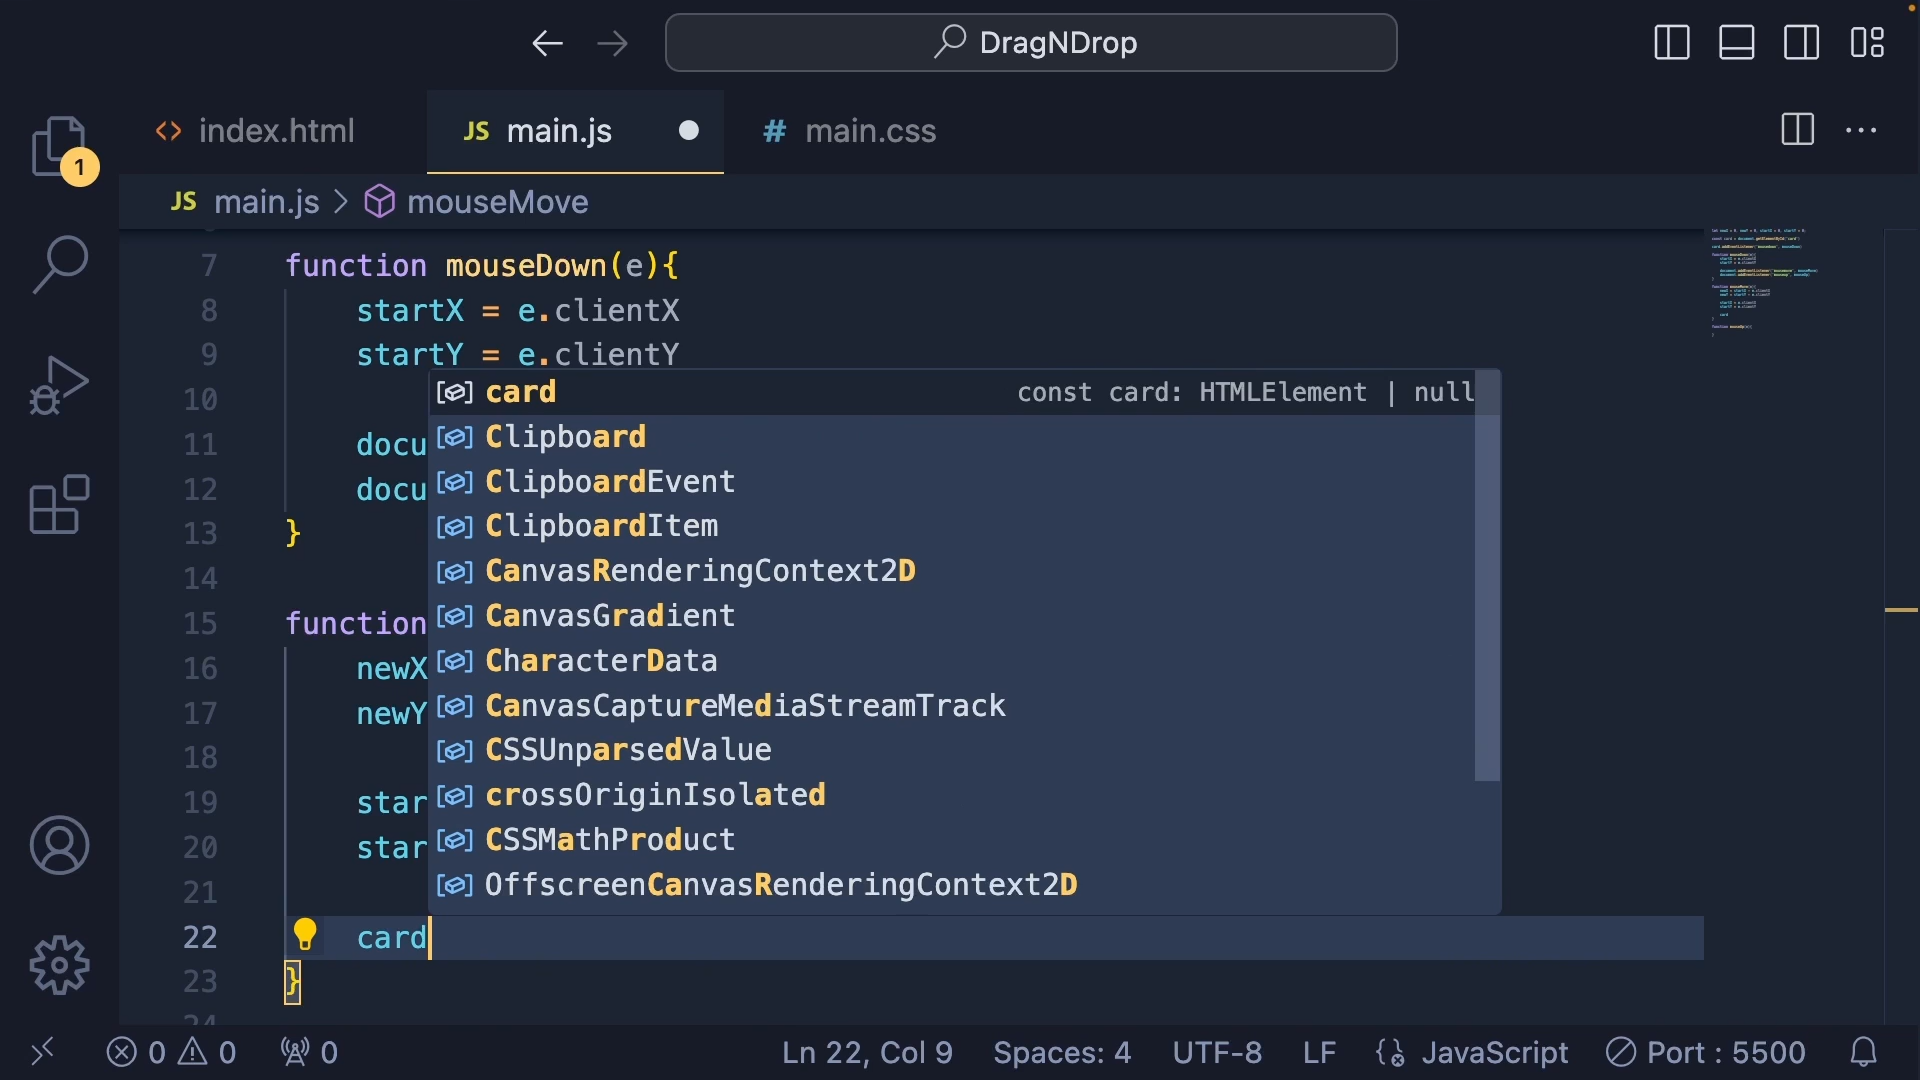 DragNDrop
index.html
JS main.js
# main.css
1
JS main.js > mouseMove
7 function mouseDown(e){
8 startX = e.clientX
9 startY = e.clientY
10
11 docu
12 docu
13 }
14
15 function
16 newX
17 newY
18
19 star
20 star
21
22 card
23 }
24
card const card: HTMLElement | null
Clipboard
ClipboardEvent
ClipboardItem
CanvasRenderingContext2D
CanvasGradient
CharacterData
CanvasCaptureMediaStreamTrack
CSSUnparsedValue
crossOriginIsolated
CSSMathProduct
OffscreenCanvasRenderingContext2D
0 0 0 Ln 22, Col 9 Spaces: 4 UTF-8 LF JavaScript Port : 5500